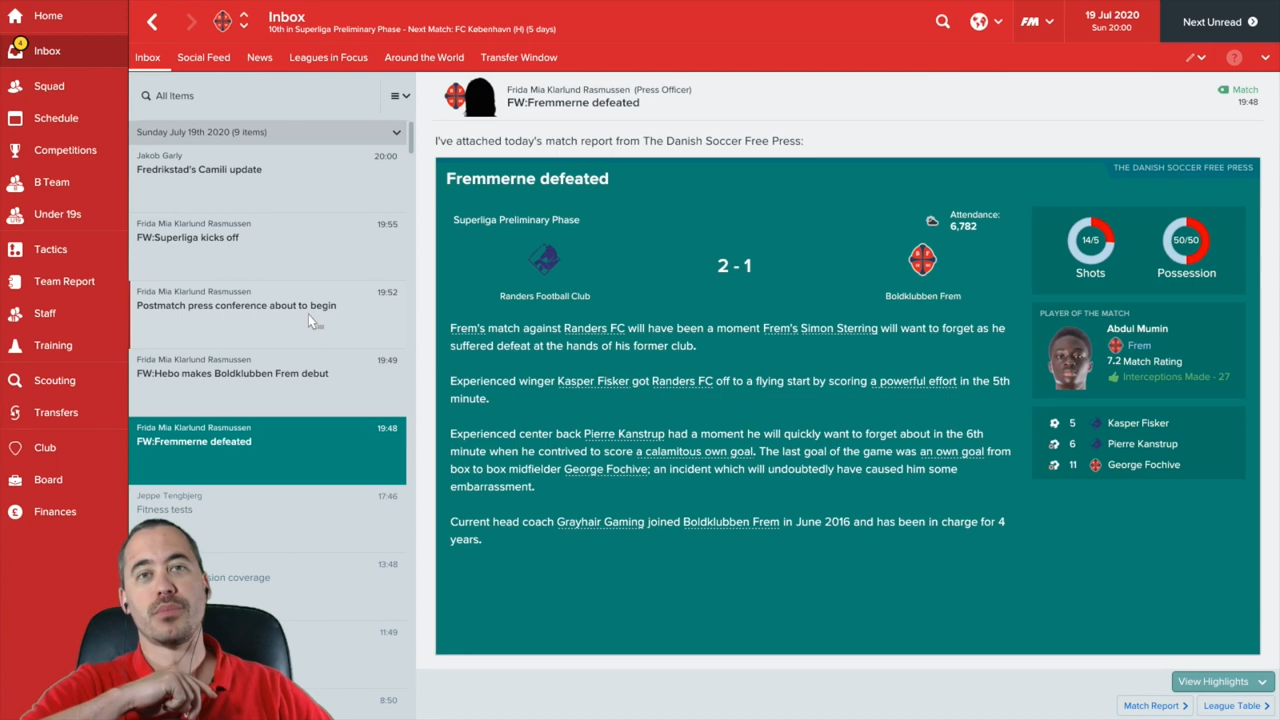 Home
4
Inbox
Squad
Schedule
Competitions
B Team
Under 19s
Tactics
Team Report
Staff
Training
Scouting
Transfers
Club
Board
Finances
Inbox
10th in Superliga Preliminary Phase - Next Match: FC København (H) (5 days)
FM
19 Jul 2020
Sun 20:00
Next Unread
Inbox
Social Feed
News
Leagues in Focus
Around the World
Transfer Window
All Items
Sunday July 19th 2020 (9 items)
Jakob Garly 20:00
Fredrikstad's Camili update
Frida Mia Klarlund Rasmussen 19:55
FW:Superliga kicks off
Frida Mia Klarlund Rasmussen 19:52
Postmatch press conference about to begin
Frida Mia Klarlund Rasmussen 19:49
FW:Hebo makes Boldklubben Frem debut
Frida Mia Klarlund Rasmussen 19:48
FW:Fremmerne defeated
Jeppe Tengbjerg 17:46
Fitness tests
13:48
sion coverage
11:49
8:50
Frida Mia Klarlund Rasmussen (Press Officer)
FW:Fremmerne defeated
Match
19:48
I've attached today's match report from The Danish Soccer Free Press:
THE DANISH SOCCER FREE PRESS
Fremmerne defeated
Superliga Preliminary Phase
Attendance:
6,782
2 - 1
Randers Football Club
Boldklubben Frem
Frem's match against Randers FC will have been a moment Frem's Simon Sterring will want to forget as he
suffered defeat at the hands of his former club.
Experienced winger Kasper Fisker got Randers FC off to a flying start by scoring a powerful effort in the 5th
minute.
Experienced center back Pierre Kanstrup had a moment he will quickly want to forget about in the 6th
minute when he contrived to score a calamitous own goal. The last goal of the game was an own goal from
box to box midfielder George Fochive; an incident which will undoubtedly have caused him some
embarrassment.
Current head coach Grayhair Gaming joined Boldklubben Frem in June 2016 and has been in charge for 4
years.
14/5
Shots
50/50
Possession
PLAYER OF THE MATCH
Abdul Mumin
Frem
7.2 Match Rating
Interceptions Made - 27
5 Kasper Fisker
6 Pierre Kanstrup
11 George Fochive
View Highlights
Match Report
League Table